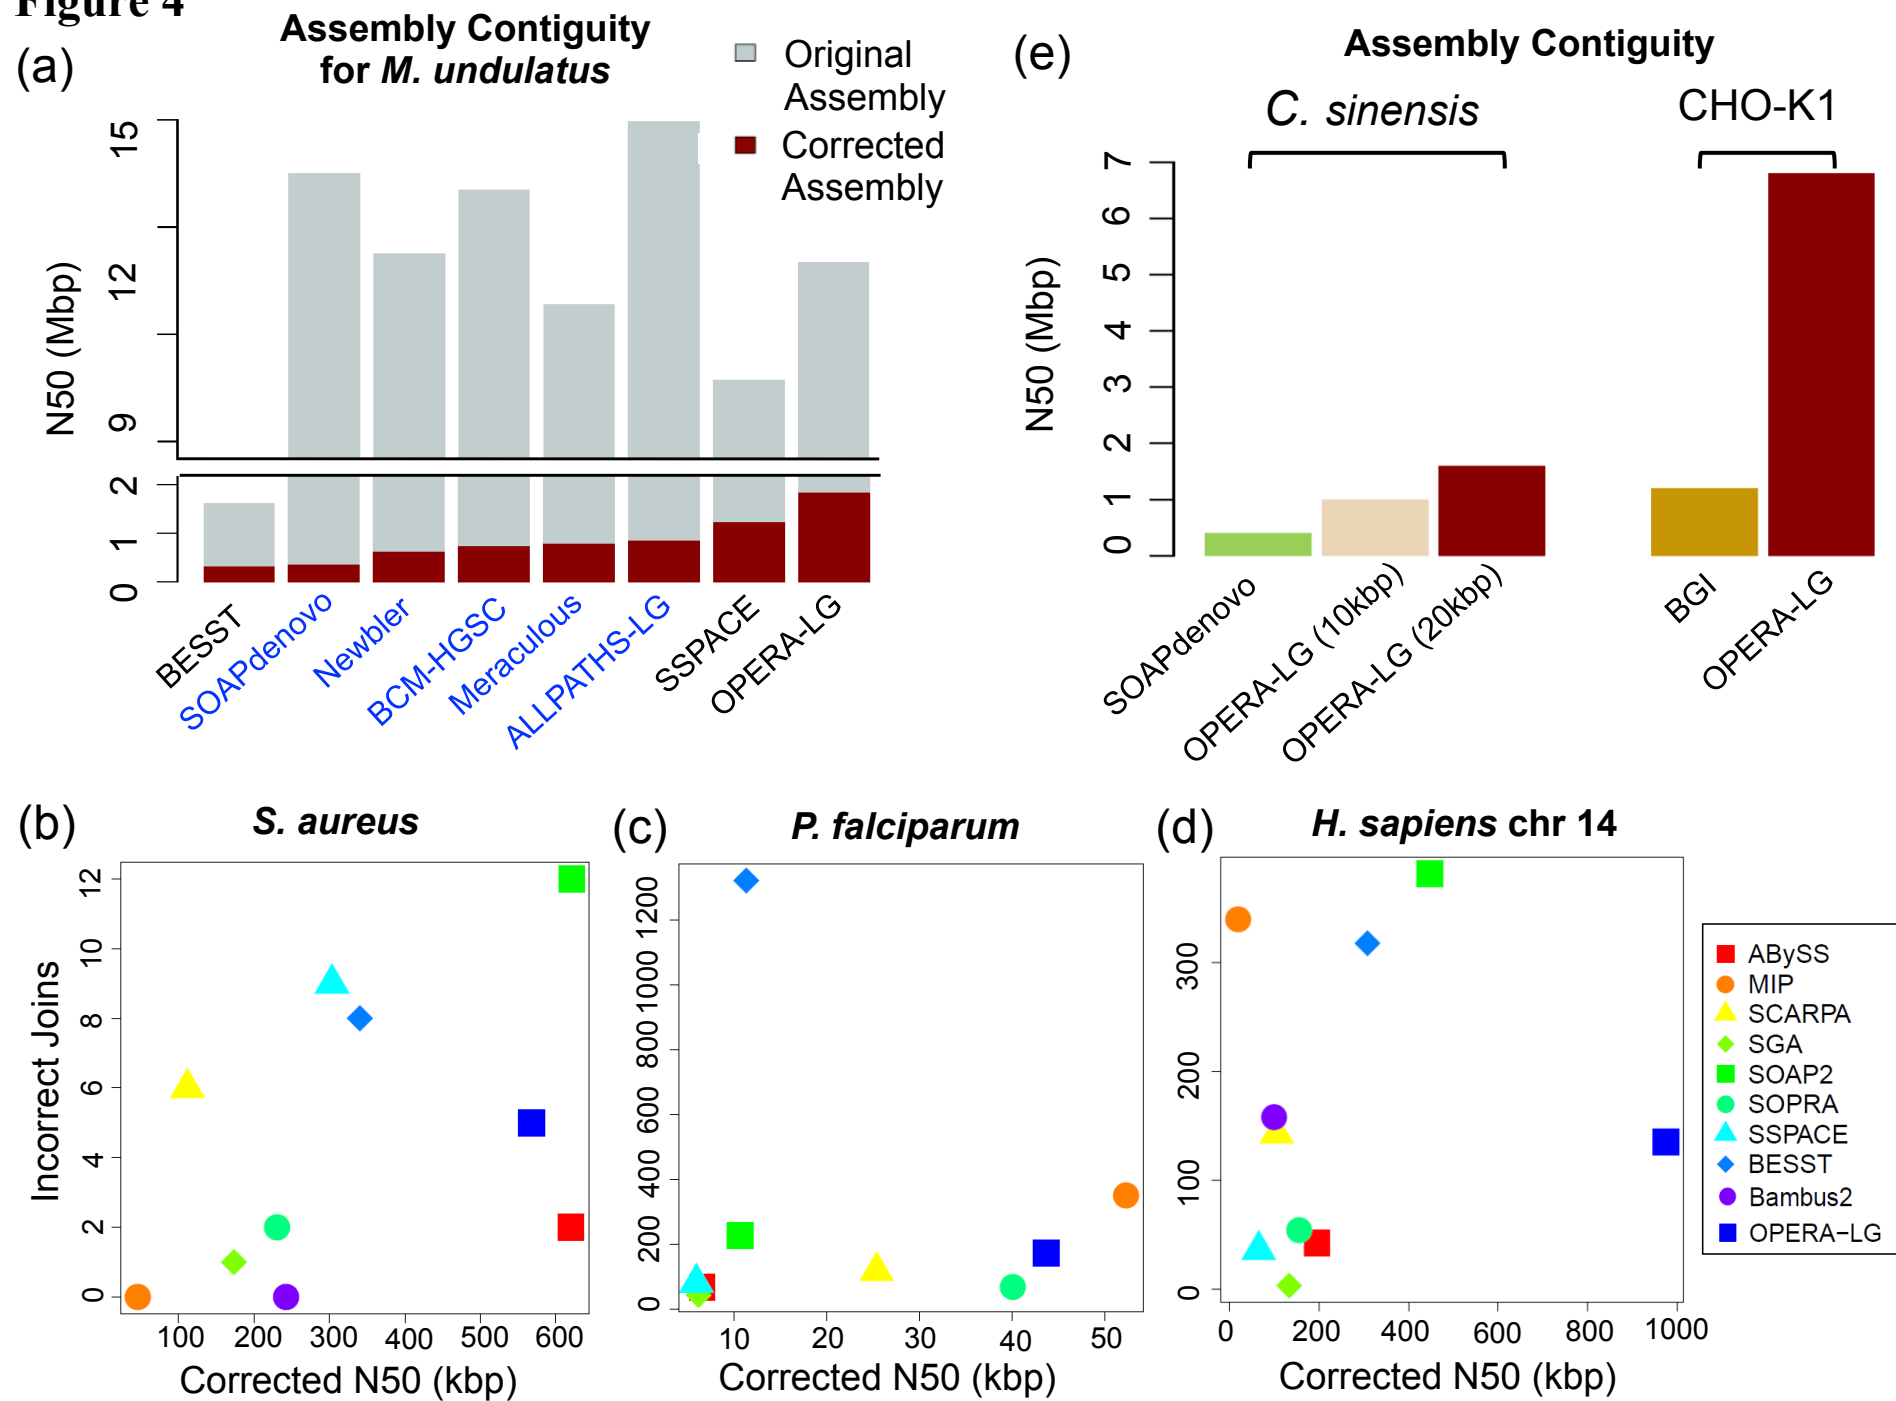 Figure 4
(a)
Assembly Contiguity
for M. undulatus
Original
Assembly
Corrected
Assembly
N50 (Mbp)
15
12
9
2
1
0
BESST
SOAPdenovo
Newbler
BCM-HGSC
Meraculous
ALLPATHS-LG
SSPACE
OPERA-LG
(e)
Assembly Contiguity
C. sinensis
CHO-K1
N50 (Mbp)
7
6
5
4
3
2
1
0
SOAPdenovo
OPERA-LG (10kbp)
OPERA-LG (20kbp)
BGI
OPERA-LG
(b)
S. aureus
Incorrect Joins
12
10
8
6
4
2
0
100 200 300 400 500 600
Corrected N50 (kbp)
(c)
P. falciparum
1200
1000
800
600
400
200
0
10 20 30 40 50
Corrected N50 (kbp)
(d)
H. sapiens chr 14
300
200
100
0
0 200 400 600 800 1000
Corrected N50 (kbp)
ABySS
MIP
SCARPA
SGA
SOAP2
SOPRA
SSPACE
BESST
Bambus2
OPERA−LG